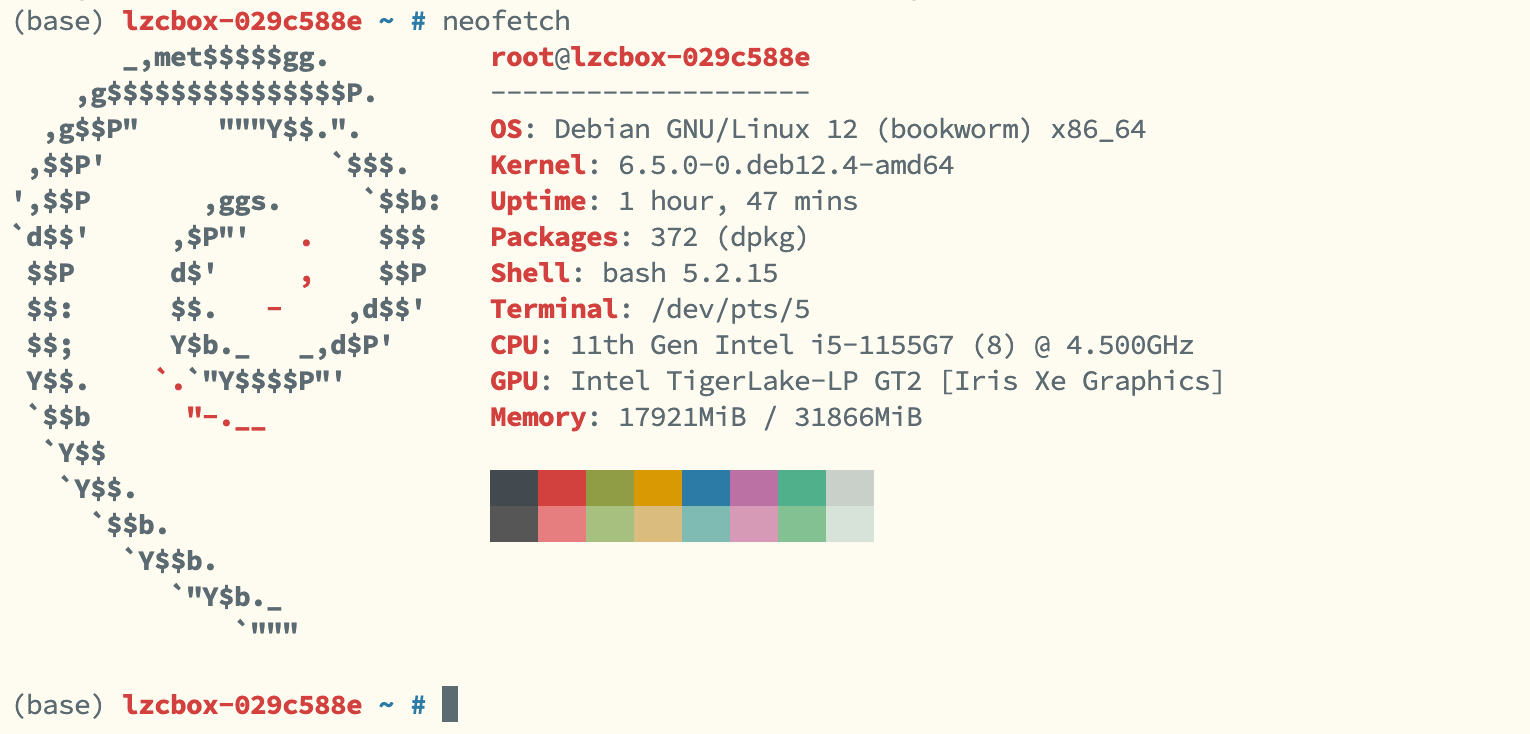 (base) lzcbox-029c588e ~ # neofetch
       _,met$$$$$gg.          root@lzcbox-029c588e
    ,g$$$$$$$$$$$$$$$P.       --------------------
  ,g$$P"     """Y$$.".        OS: Debian GNU/Linux 12 (bookworm) x86_64
 ,$$P'              `$$$.     Kernel: 6.5.0-0.deb12.4-amd64
',$$P       ,ggs.     `$$b:   Uptime: 1 hour, 47 mins
`d$$'     ,$P"'   .    $$$    Packages: 372 (dpkg)
 $$P      d$'     ,    $$P    Shell: bash 5.2.15
 $$:      $$.   -    ,d$$'    Terminal: /dev/pts/5
 $$;      Y$b._   _,d$P'      CPU: 11th Gen Intel i5-1155G7 (8) @ 4.500GHz
 Y$$.    `.`"Y$$$$P"'         GPU: Intel TigerLake-LP GT2 [Iris Xe Graphics]
 `$$b      "-.__              Memory: 17921MiB / 31866MiB
  `Y$$
   `Y$$.
     `$$b.
       `Y$$b.
          `"Y$b._
              `"""
(base) lzcbox-029c588e ~ #